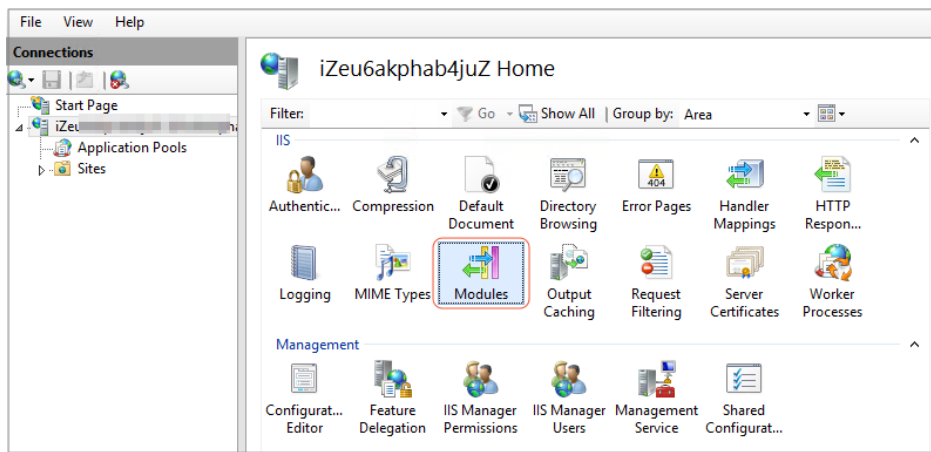 File View Help
Connections
iZeu6akphab4juZ Home
Start Page
iZeu
Application Pools
Sites
Filter: Go Show All Group by: Area
IIS
Authentic... Compression Default Document Directory Browsing Error Pages Handler Mappings HTTP Respon...
404
Logging MIME Types Modules Output Caching Request Filtering Server Certificates Worker Processes
Management
Configurat... Editor Feature Delegation IIS Manager Permissions IIS Manager Users Management Service Shared Configurat...